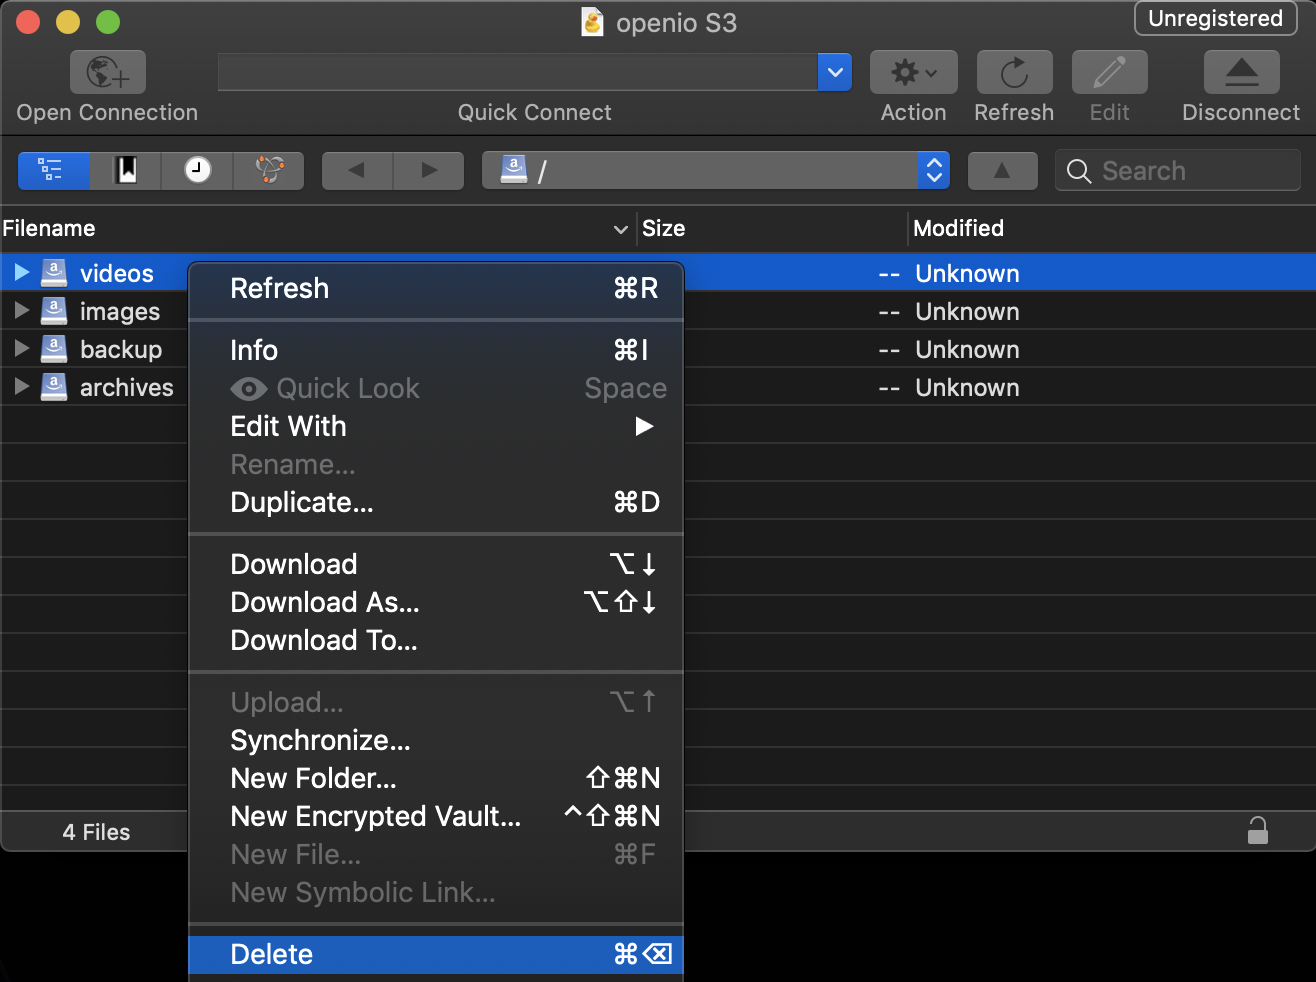 openio S3
Unregistered
Open Connection
Quick Connect
Action
Refresh
Edit
Disconnect
/
Search
Filename
Size
Modified
videos
-- Unknown
images
-- Unknown
backup
-- Unknown
archives
-- Unknown
Refresh ⌘R
Info ⌘I
Quick Look Space
Edit With ▶
Rename...
Duplicate... ⌘D
Download ⌥↓
Download As... ⌥⇧↓
Download To...
Upload... ⌥↑
Synchronize...
New Folder... ⇧⌘N
New Encrypted Vault... ^⇧⌘N
New File... ⌘F
New Symbolic Link...
Delete ⌘⌫
4 Files